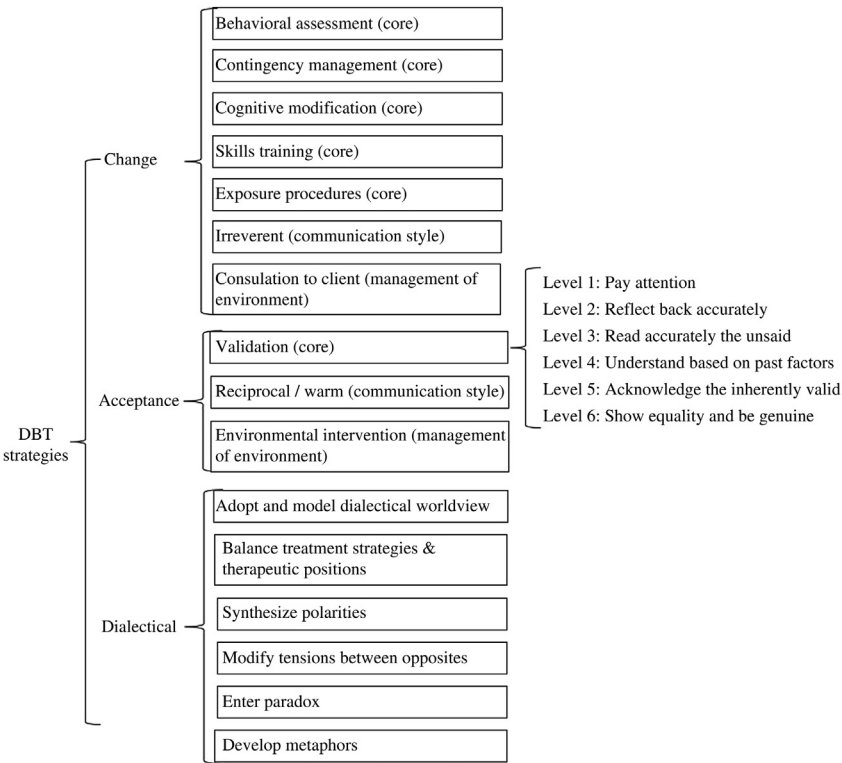 Behavioral assessment (core)
Contingency management (core)
Cognitive modification (core)
Skills training (core)
Exposure procedures (core)
Irreverent (communication style)
Consulation to client (management of
environment)
Change
Validation (core)
Reciprocal / warm (communication style)
Environmental intervention (management
of environment)
Acceptance
Level 1: Pay attention
Level 2: Reflect back accurately
Level 3: Read accurately the unsaid
Level 4: Understand based on past factors
Level 5: Acknowledge the inherently valid
Level 6: Show equality and be genuine
DBT
strategies
Adopt and model dialectical worldview
Balance treatment strategies &
therapeutic positions
Synthesize polarities
Modify tensions between opposites
Enter paradox
Develop metaphors
Dialectical